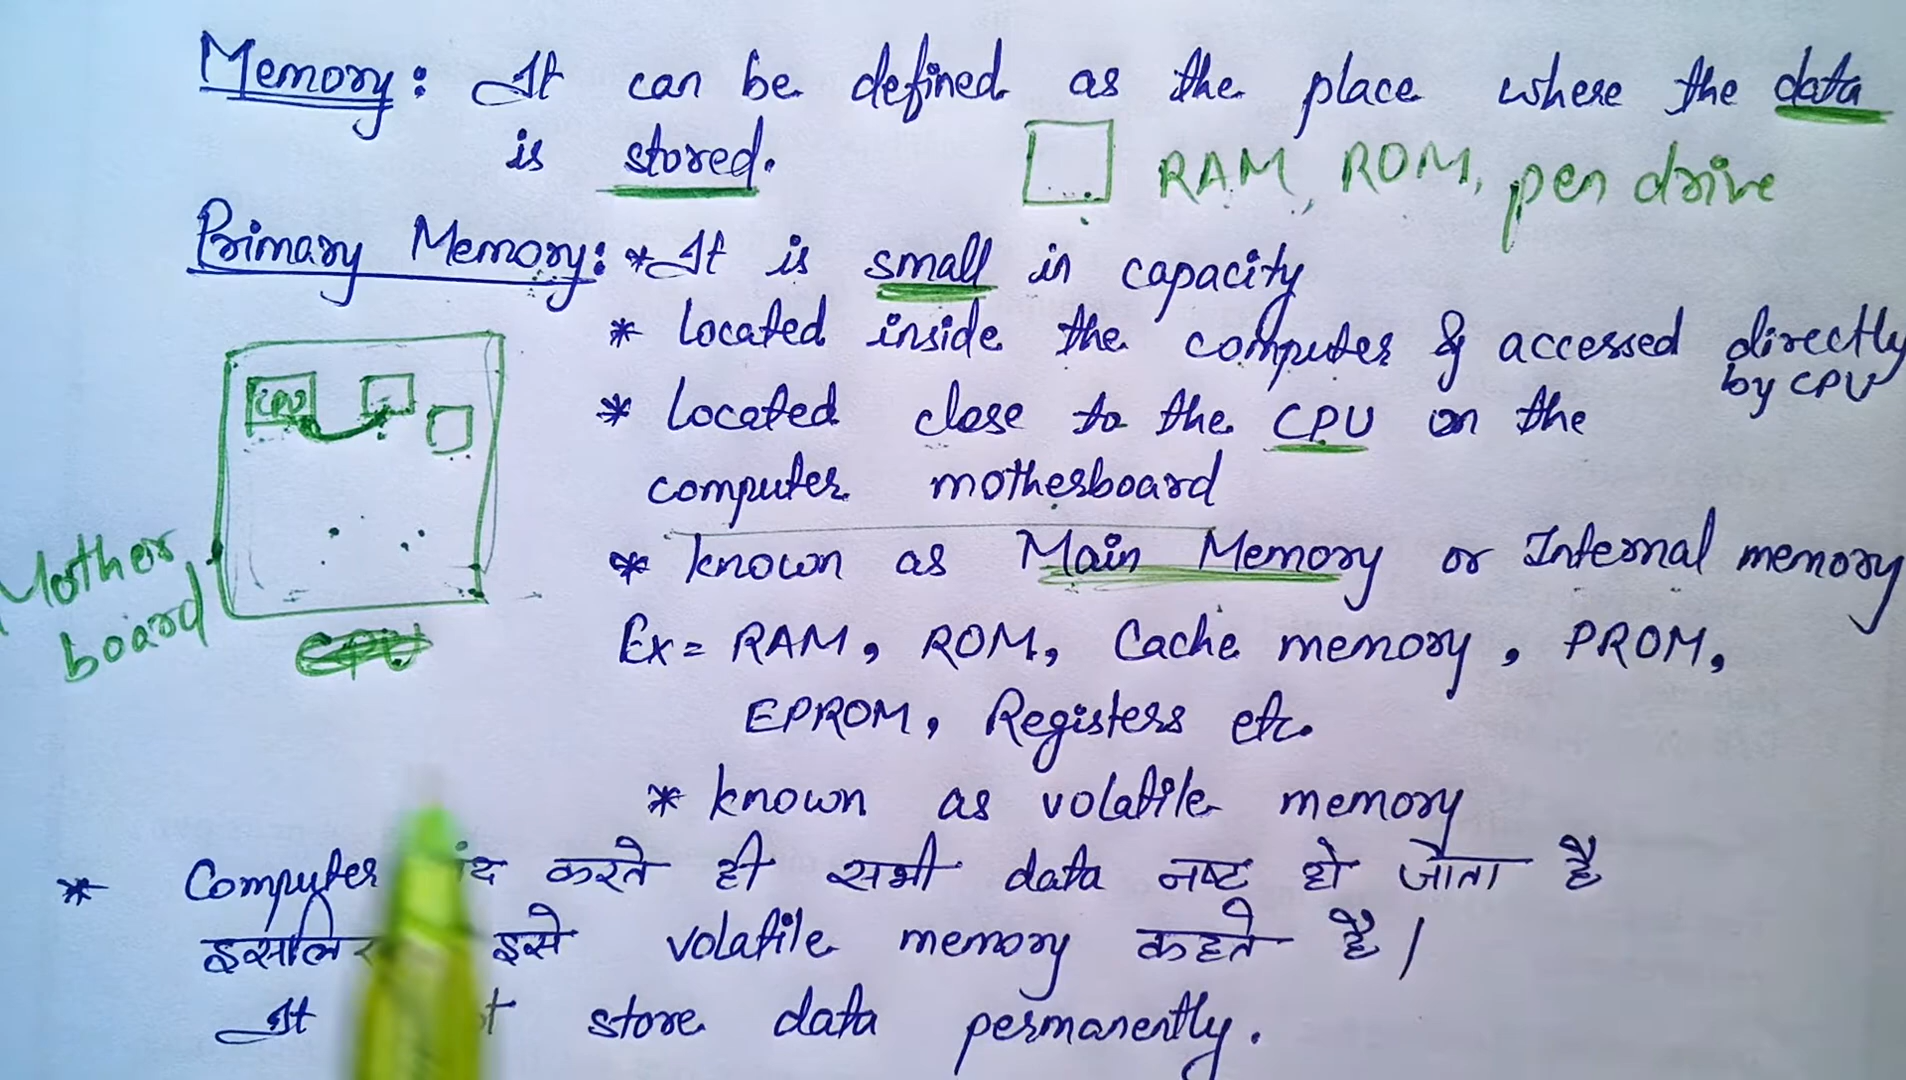 Memory: It can be defined as the place where the data
is stored.
RAM, ROM, pen drive
Primary Memory: * It is small in capacity
* Located inside the computer & accessed directly
by CPU
* Located close to the CPU on the
computer motherboard
* known as Main Memory or Internal memory
Ex = RAM, ROM, Cache memory, PROM,
EPROM, Registers etc.
* known as volatile memory
* Computer करते ही सभी data नष्ट हो जाता है
इसे volatile memory कहते है।
It store data permanently.
CPU
Mother
board
CPU